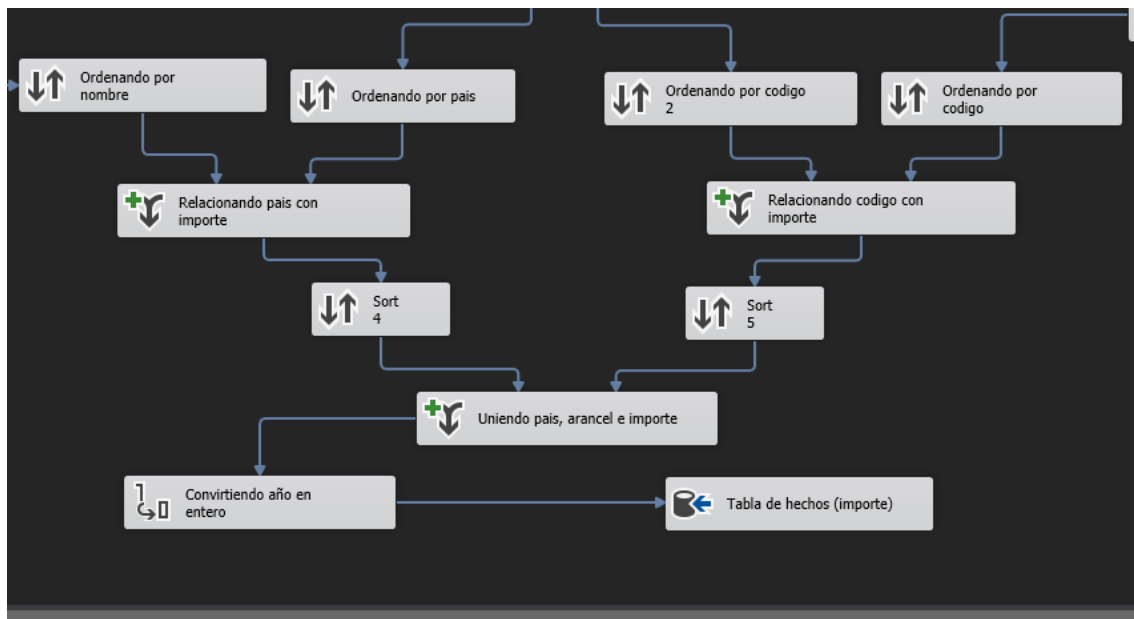 Ordenando por
nombre
Ordenando por pais
Ordenando por codigo
2
Ordenando por
codigo
Relacionando pais con
importe
Relacionando codigo con
importe
Sort
4
Sort
5
Uniendo pais, arancel e importe
Convirtiendo año en
entero
Tabla de hechos (importe)